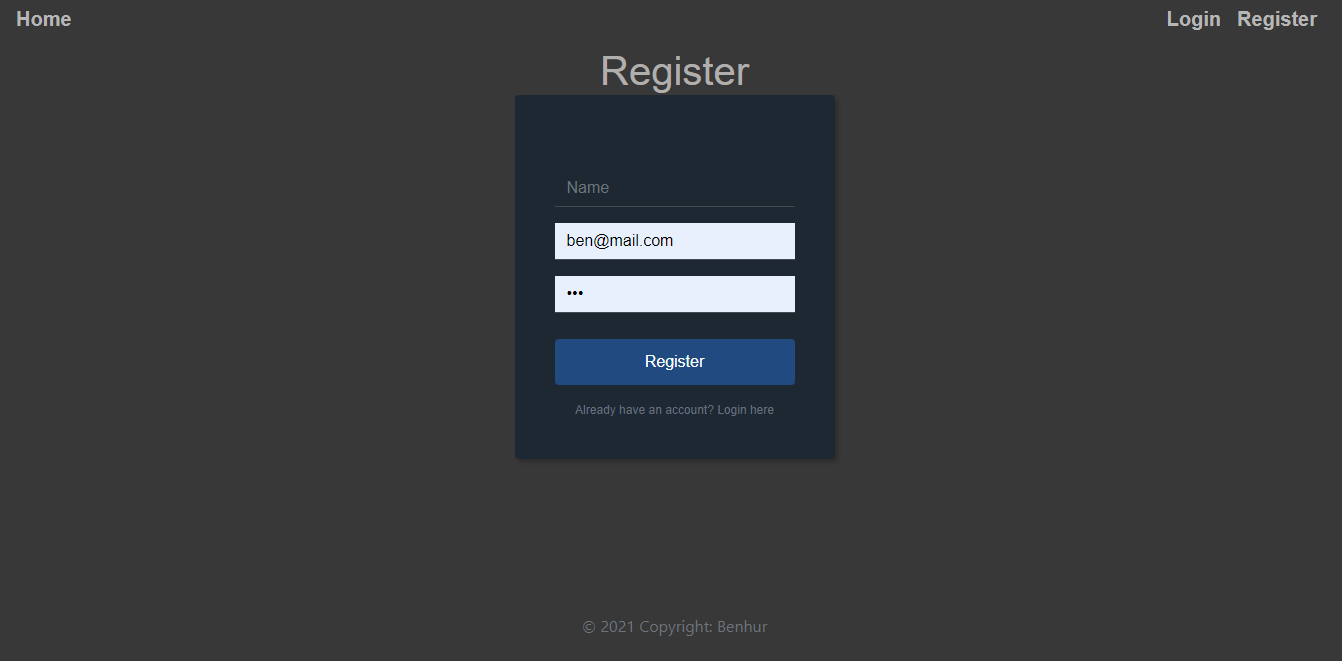 Home Login Register
Register
Name
ben@mail.com
•••
Register
Already have an account? Login here
© 2021 Copyright: Benhur